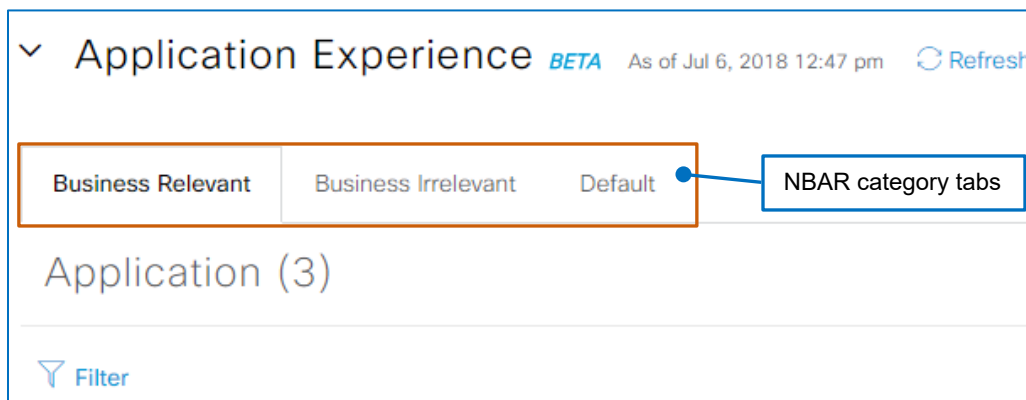 Application Experience BETA As of Jul 6, 2018 12:47 pm Refresh
Business Relevant Business Irrelevant Default NBAR category tabs
Application (3)
Filter